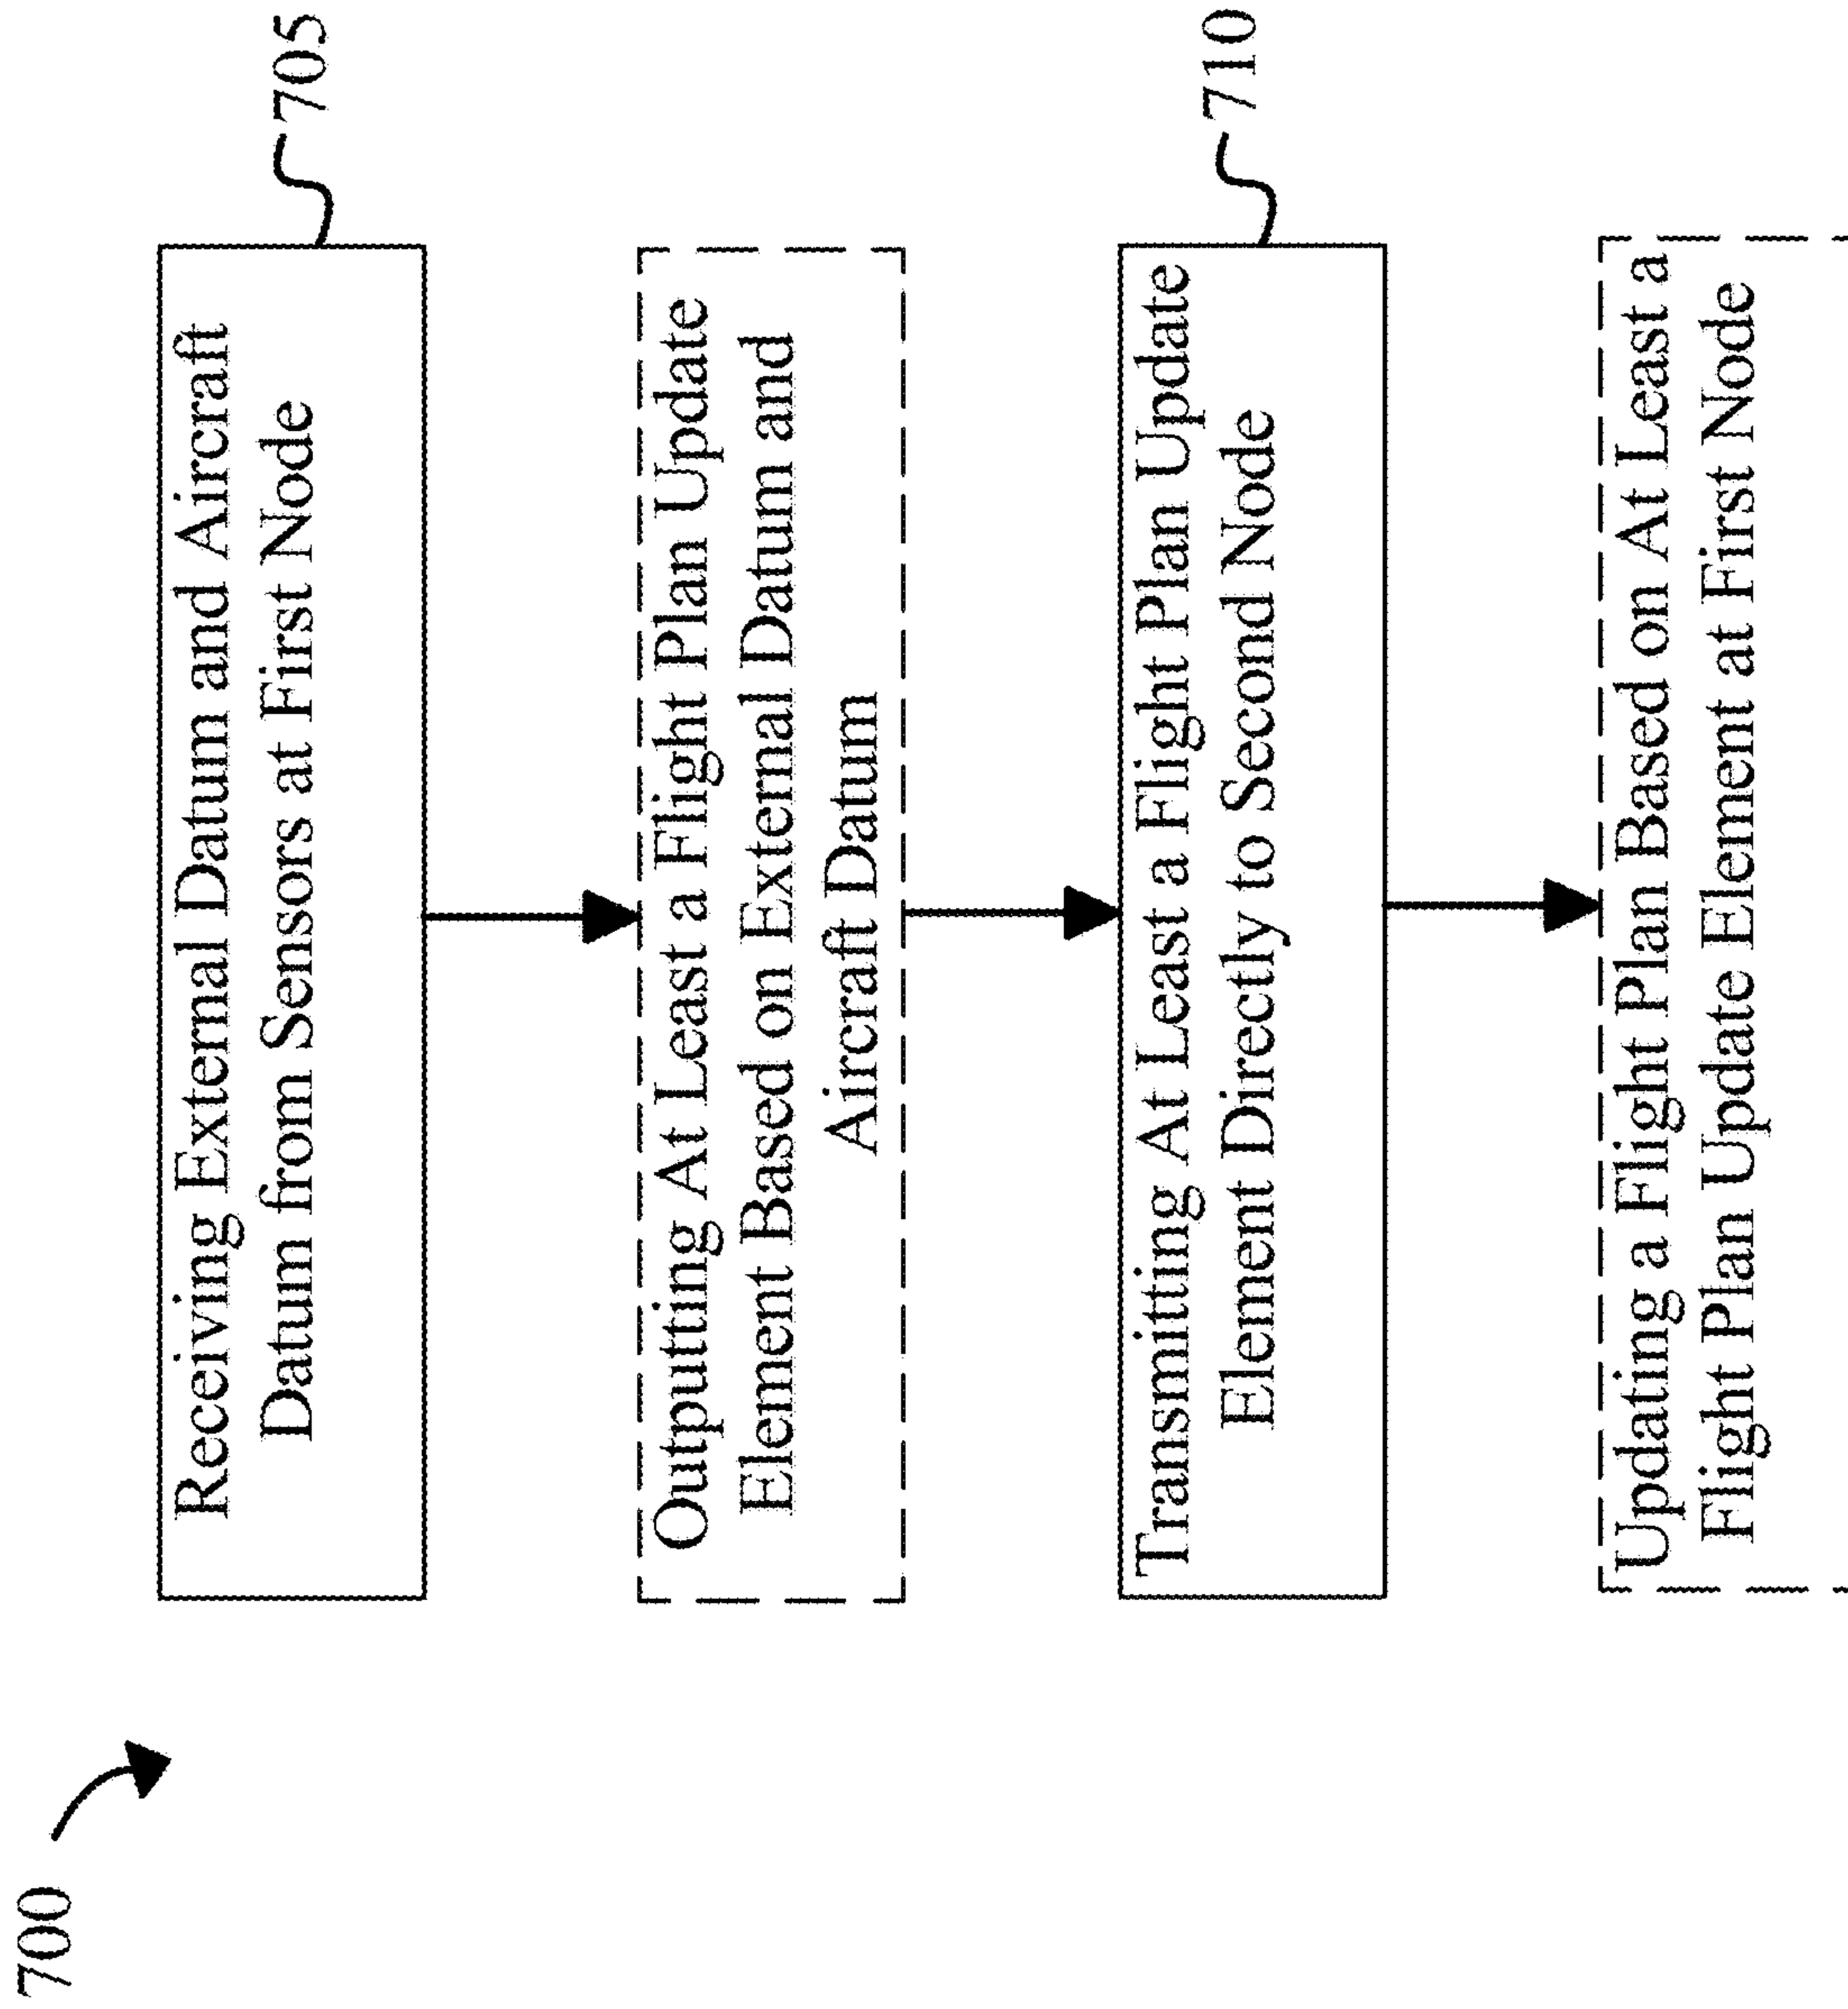 700
Receiving External Datum and Aircraft
Datum from Sensors at First Node
705
Outputting At Least a Flight Plan Update
Element Based on External Datum and
Aircraft Datum
Transmitting At Least a Flight Plan Update
Element Directly to Second Node
710
Updating a Flight Plan Based on At Least a
Flight Plan Update Element at First Node